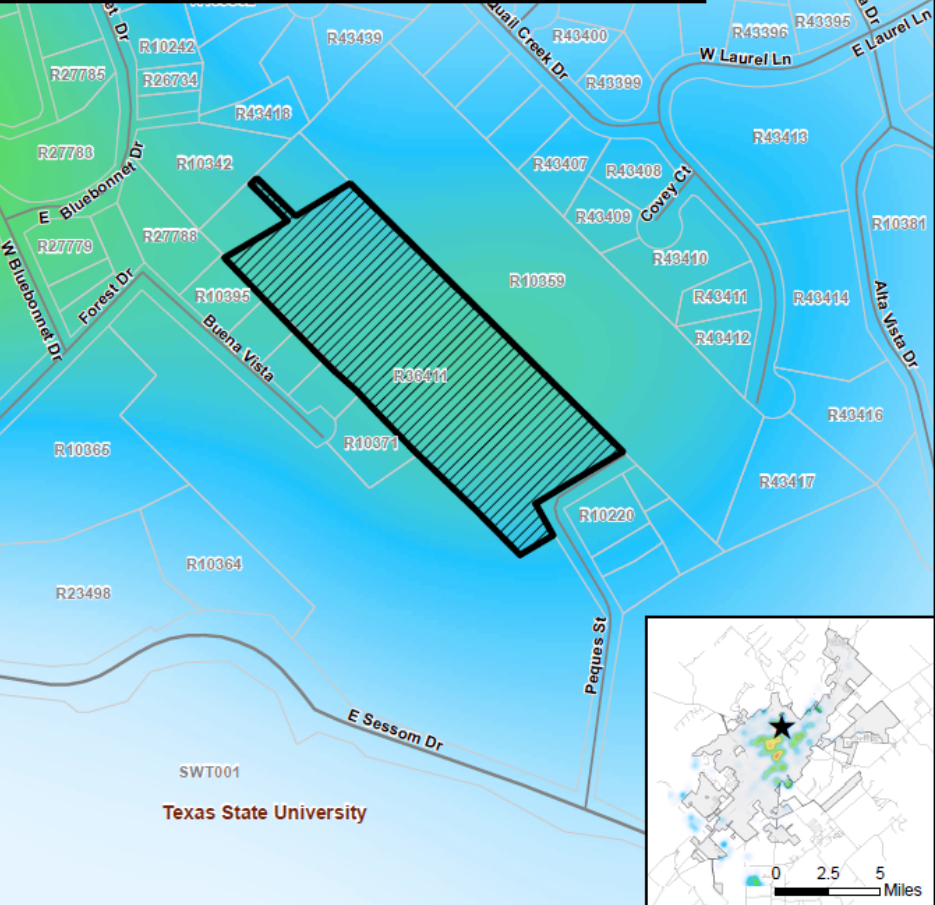 et Dr
R10242
R43439
Quail Creek Dr
R43400
R43396
R43395
a Dr
E Laurel Ln
W Laurel Ln
R27785
R26734
R43399
R43418
R43413
R27783
R10342
R43407
R43408
E Bluebonnet Dr
Covey Ct
R43409
R10381
R27779
R27788
R43410
W Bluebonnet Dr
Forest Dr
R10395
R10359
R43411
R43414
Alta Vista Dr
Buena Vista
R43412
R36411
R43416
R10365
R10371
R43417
R10220
R10364
R23498
Peques St
E Sessom Dr
SWT001
Texas State University
0 2.5 5
Miles